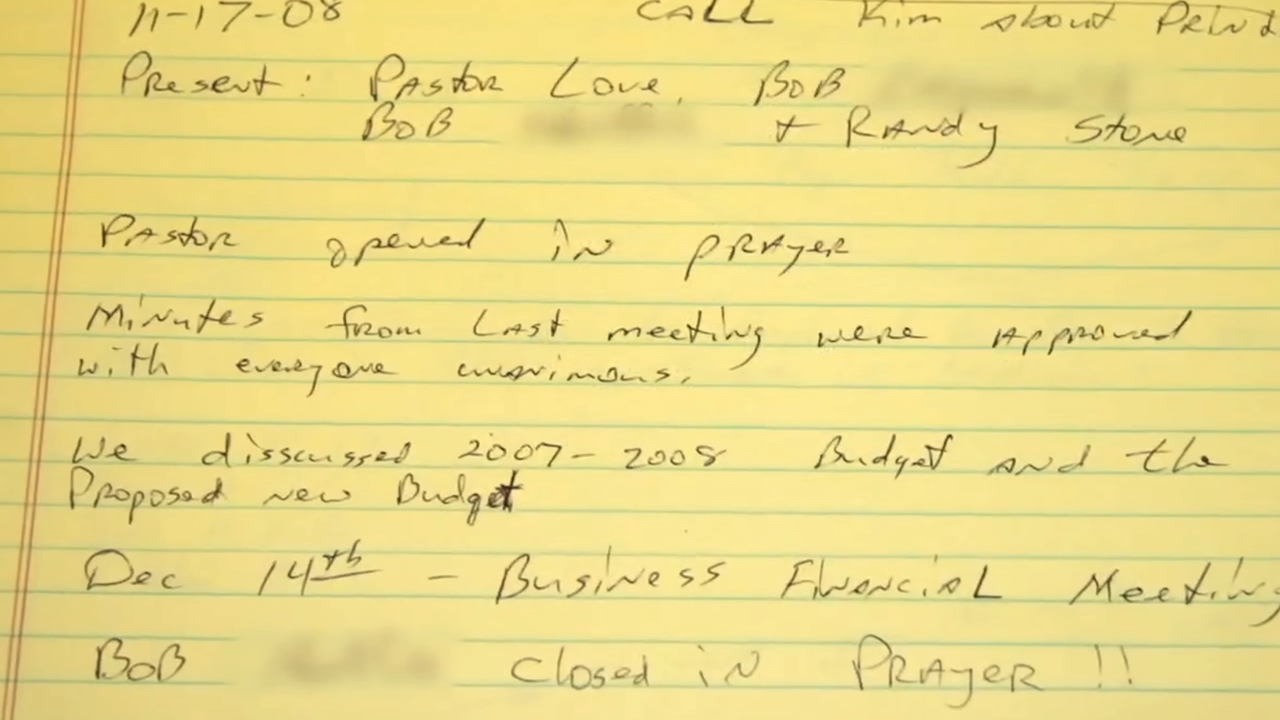 11-17-08 CALL Kim about Print
Present: Pastor Love, BOB
BOB + Randy Stone
Pastor opened in prayer
Minutes from Last meeting were approved
with everyone unanimous.
We disscussed 2007-2008 Budget and the
Proposed new Budget
Dec 14th - Business Financial Meeting
BOB Closed in Prayer !!